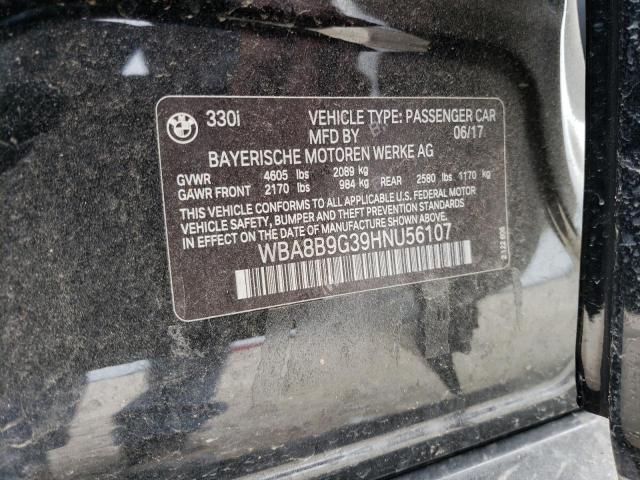 330i VEHICLE TYPE: PASSENGER CAR
MFD BY 06/17
BAYERISCHE MOTOREN WERKE AG
GVWR 4605 lbs 2089 kg
GAWR FRONT 2170 lbs 984 kg REAR 2580 lbs 1170 kg
THIS VEHICLE CONFORMS TO ALL APPLICABLE U.S. FEDERAL MOTOR
VEHICLE SAFETY, BUMPER AND THEFT PREVENTION STANDARDS
IN EFFECT ON THE DATE OF MANUFACTURE SHOWN ABOVE.
WBA8B9G39HNU56107